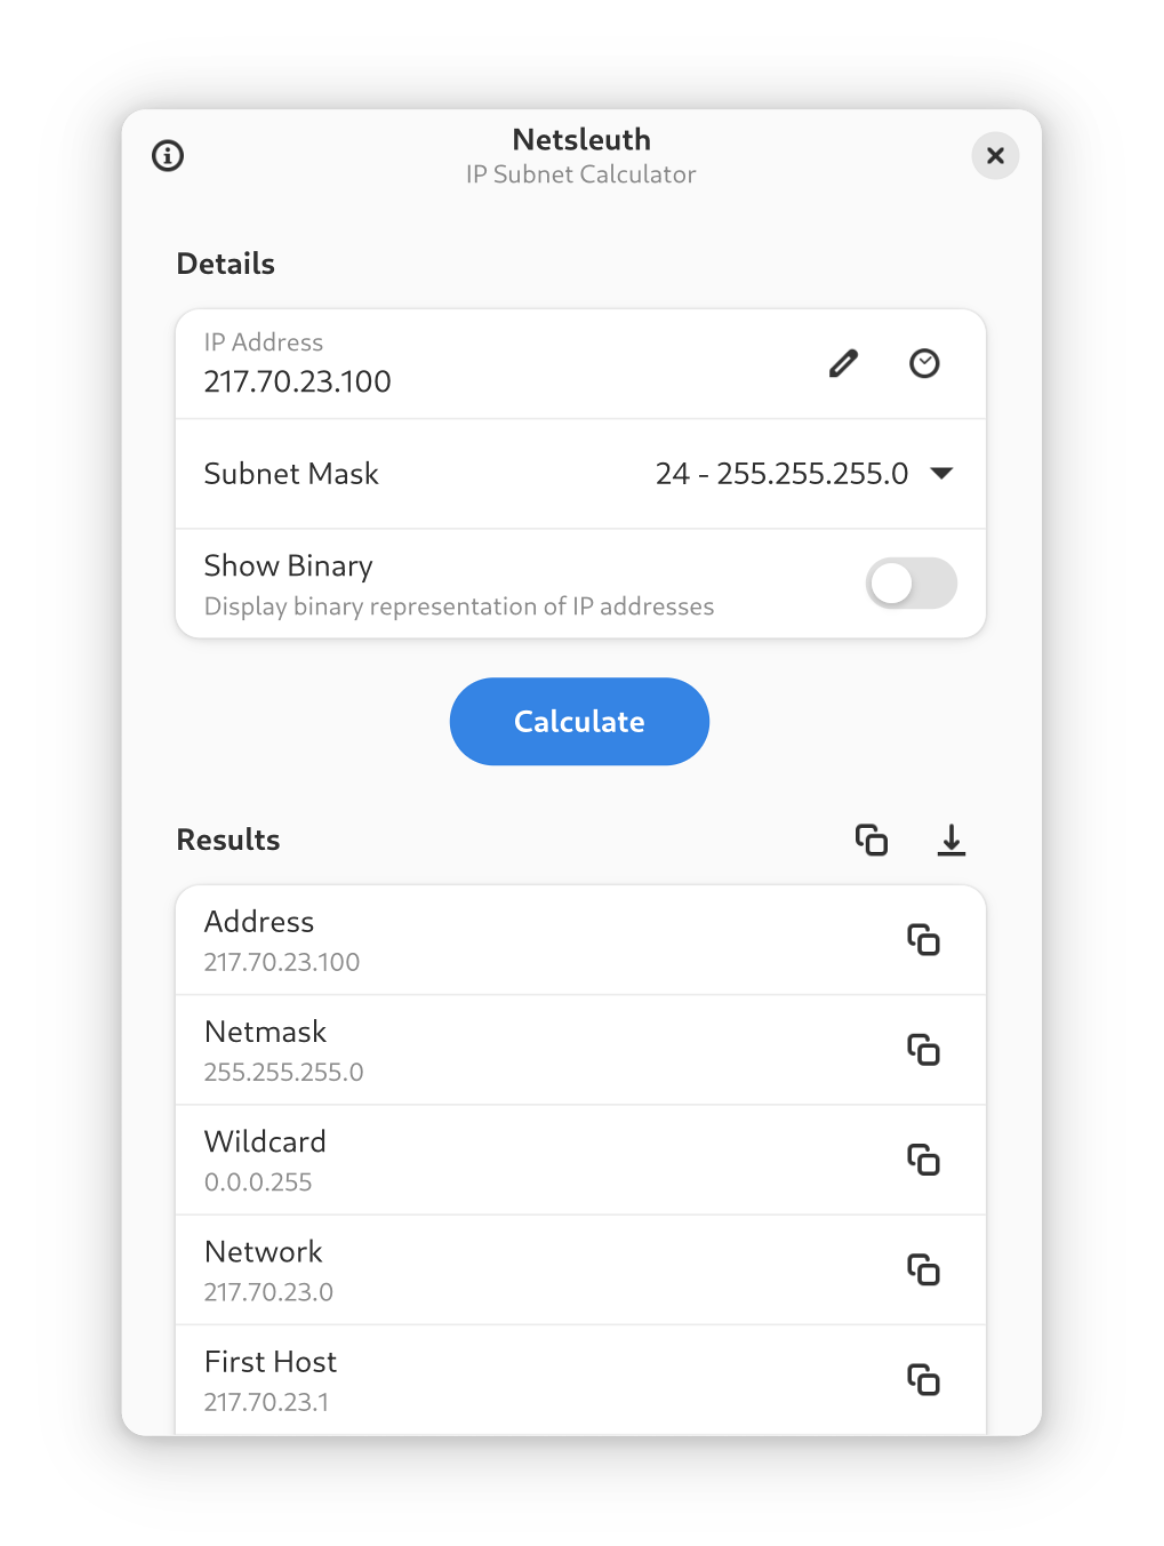 Netsleuth
IP Subnet Calculator
Details
IP Address
217.70.23.100
Subnet Mask
24 - 255.255.255.0
Show Binary
Display binary representation of IP addresses
Calculate
Results
Address
217.70.23.100
Netmask
255.255.255.0
Wildcard
0.0.0.255
Network
217.70.23.0
First Host
217.70.23.1